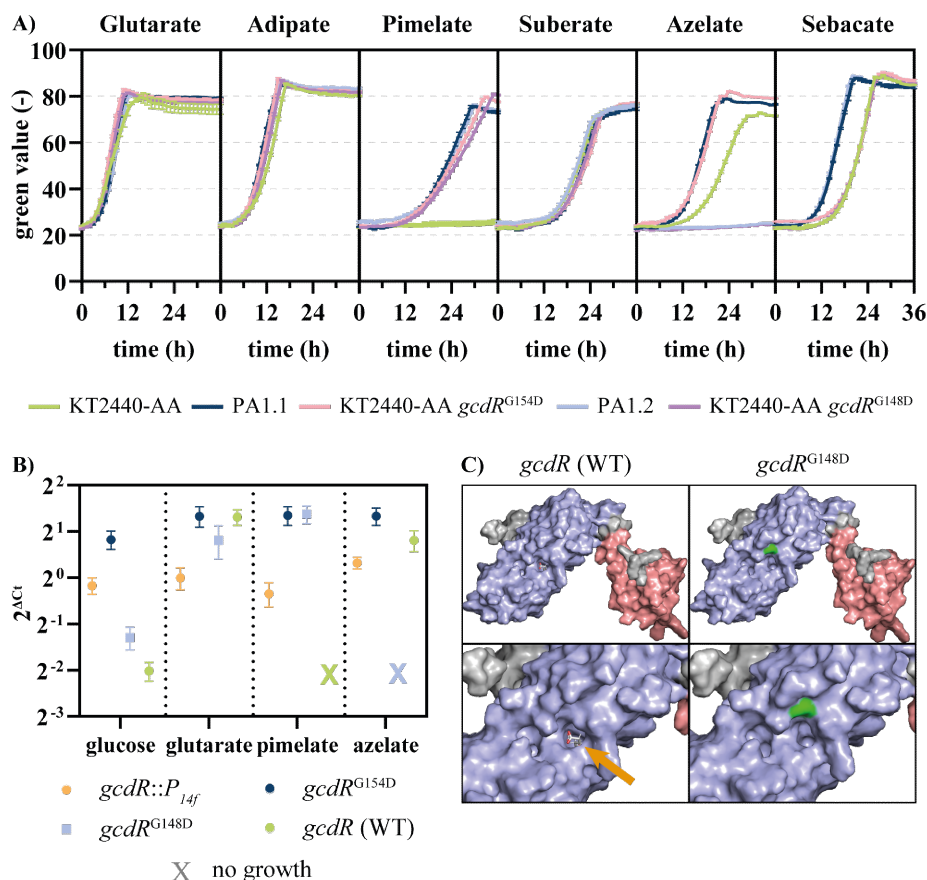 A)
Glutarate Adipate Pimelate Suberate Azelate Sebacate
100
80
60
40
20
0
green value (-)
0 12 24 0 12 24 0 12 24 0 12 24 0 12 24 0 12 24 36
time (h) time (h) time (h) time (h) time (h) time (h)
KT2440-AA PA1.1 KT2440-AA gcdR^G154D PA1.2 KT2440-AA gcdR^G148D
B)
2^2
2^1
2^0
2^-1
2^-2
2^-3
2^ΔCt
X X
glucose glutarate pimelate azelate
gcdR::P_14f gcdR^G154D
gcdR^G148D gcdR (WT)
X no growth
C)
gcdR (WT) gcdR^G148D